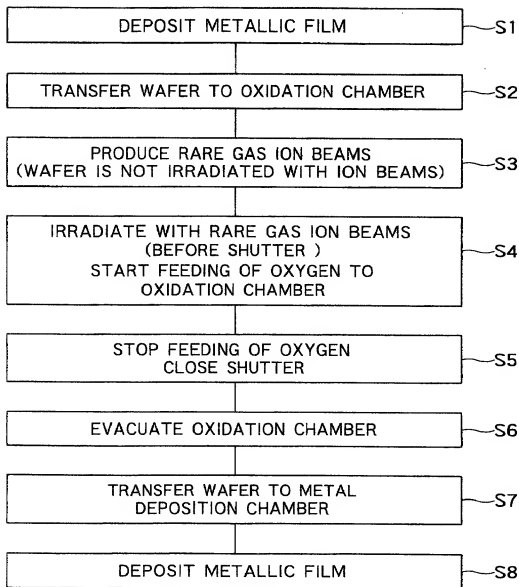 DEPOSIT METALLIC FILM
S1
TRANSFER WAFER TO OXIDATION CHAMBER
S2
PRODUCE RARE GAS ION BEAMS
(WAFER IS NOT IRRADIATED WITH ION BEAMS)
S3
IRRADIATE WITH RARE GAS ION BEAMS
(BEFORE SHUTTER )
START FEEDING OF OXYGEN TO
OXIDATION CHAMBER
S4
STOP FEEDING OF OXYGEN
CLOSE SHUTTER
S5
EVACUATE OXIDATION CHAMBER
S6
TRANSFER WAFER TO METAL
DEPOSITION CHAMBER
S7
DEPOSIT METALLIC FILM
S8